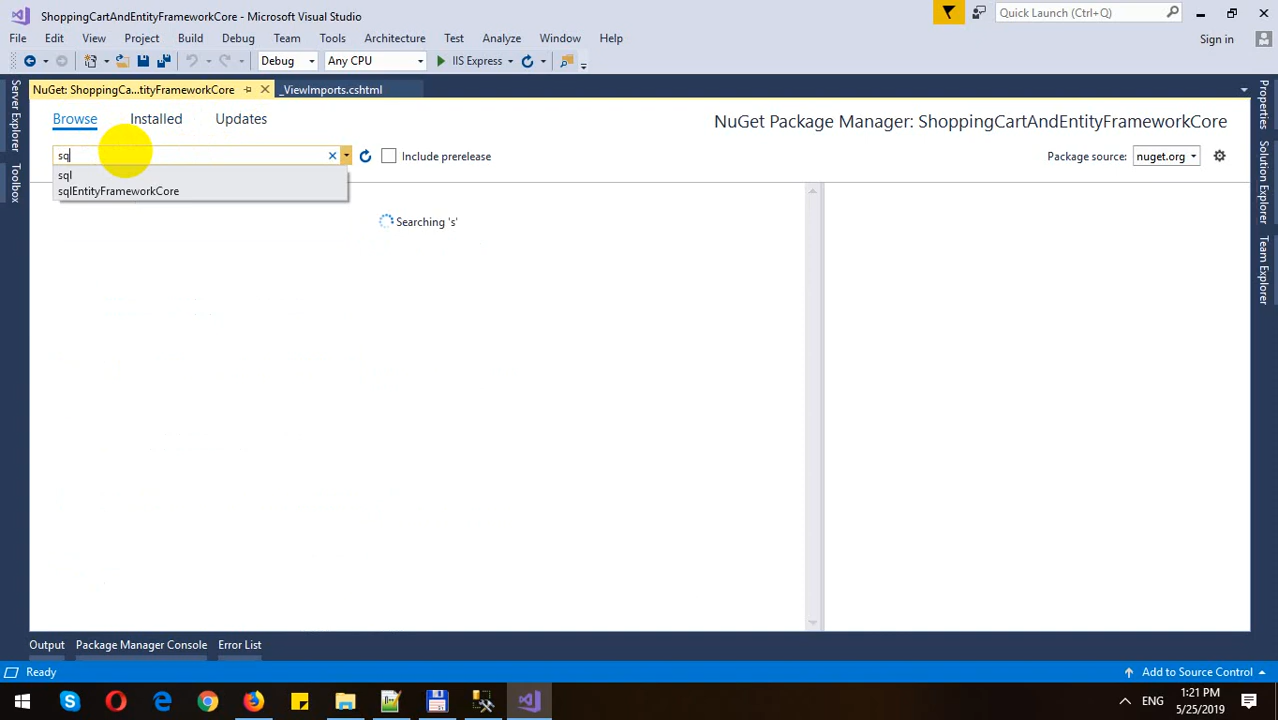 ShoppingCartAndEntityFrameworkCore - Microsoft Visual Studio
Quick Launch (Ctrl+Q)
File Edit View Project Build Debug Team Tools Architecture Test Analyze Window Help
Sign in
Debug Any CPU IIS Express
NuGet: ShoppingCa...tityFrameworkCore _ViewImports.cshtml
Server Explorer
Toolbox
Browse Installed Updates
NuGet Package Manager: ShoppingCartAndEntityFrameworkCore
sq
Include prerelease
Package source: nuget.org
sql
sqlEntityFrameworkCore
Searching 's'
Properties
Solution Explorer
Team Explorer
Output Package Manager Console Error List
Ready
Add to Source Control
ENG
1:21 PM
5/25/2019